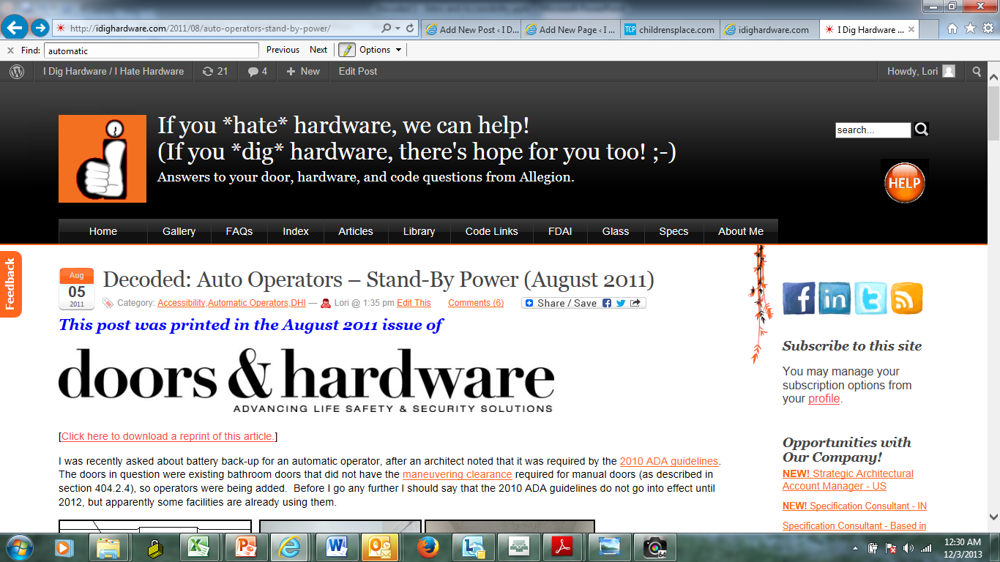 http://idighardware.com/2011/08/auto-operators-stand-by-power/
Add New Post ‹ I D...
Add New Page ‹ I ...
TCP childrensplace.com
idighardware.com
I Dig Hardware ...
x Find: automatic Previous Next Options
I Dig Hardware / I Hate Hardware 21 4 + New Edit Post Howdy, Lori
If you *hate* hardware, we can help!
(If you *dig* hardware, there's hope for you too! ;-)
Answers to your door, hardware, and code questions from Allegion.
search...
HELP
Home Gallery FAQs Index Articles Library Code Links FDAI Glass Specs About Me
Feedback
Aug
05
2011
Decoded: Auto Operators – Stand-By Power (August 2011)
Category: Accessibility,Automatic Operators,DHI — Lori @ 1:35 pm Edit This Comments (6) Share / Save
This post was printed in the August 2011 issue of
doors & hardware
ADVANCING LIFE SAFETY & SECURITY SOLUTIONS
[Click here to download a reprint of this article.]
I was recently asked about battery back-up for an automatic operator, after an architect noted that it was required by the 2010 ADA guidelines.
The doors in question were existing bathroom doors that did not have the maneuvering clearance required for manual doors (as described in
section 404.2.4), so operators were being added.  Before I go any further I should say that the 2010 ADA guidelines do not go into effect until
2012, but apparently some facilities are already using them.
f in t
Subscribe to this site
You may manage your
subscription options from
your profile.
Opportunities with
Our Company!
NEW! Strategic Architectural
Account Manager - US
NEW! Specification Consultant - IN
Specification Consultant - Based in
64
12:30 AM
12/3/2013